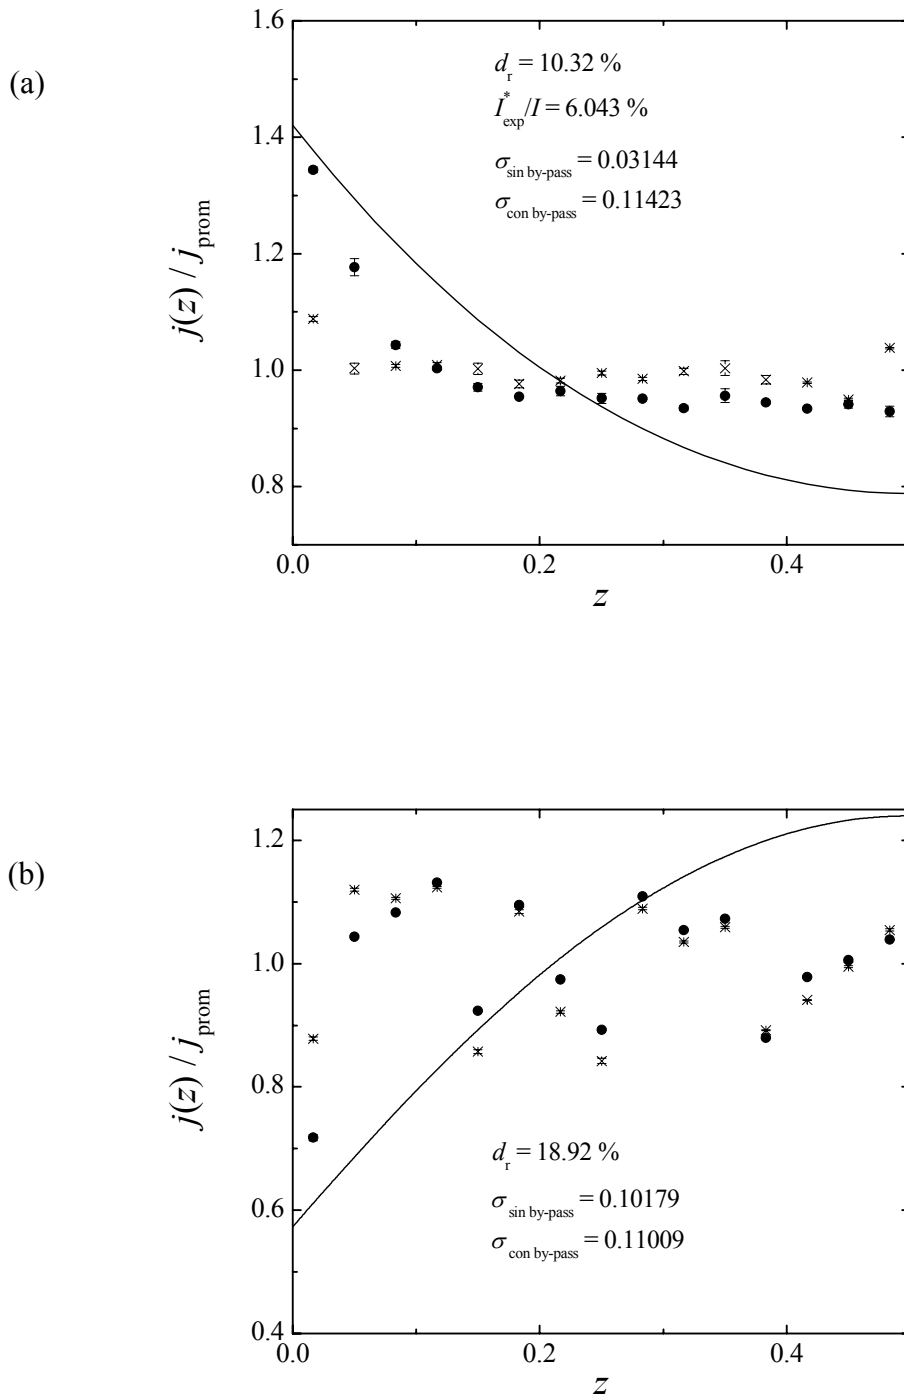 (a)
j(z) / j_prom
1.6
1.4
1.2
1.0
0.8
d_r = 10.32 %
I*_exp/I = 6.043 %
σ_sin by-pass = 0.03144
σ_con by-pass = 0.11423
0.0 0.2 0.4
z
(b)
j(z) / j_prom
1.2
1.0
0.8
0.6
0.4
d_r = 18.92 %
σ_sin by-pass = 0.10179
σ_con by-pass = 0.11009
0.0 0.2 0.4
z